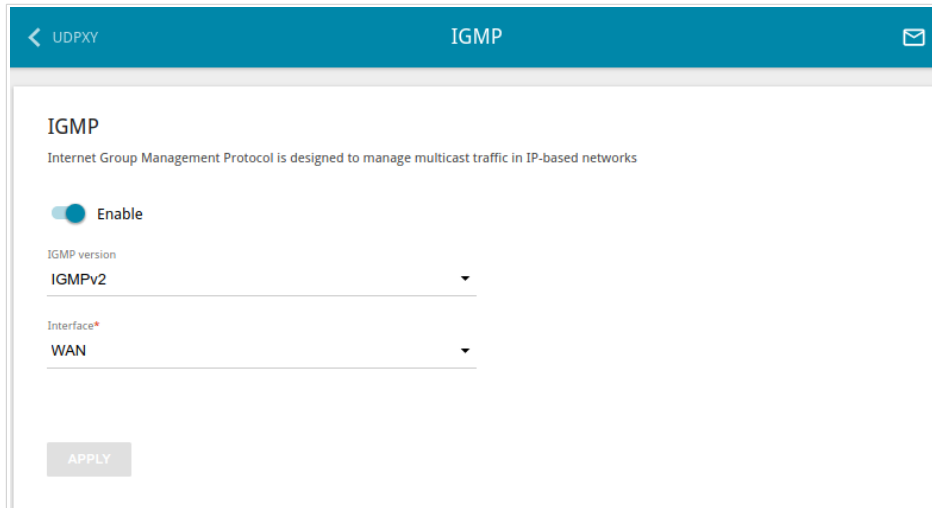 UDPXY
IGMP
IGMP
Internet Group Management Protocol is designed to manage multicast traffic in IP-based networks
Enable
IGMP version
IGMPv2
Interface*
WAN
APPLY